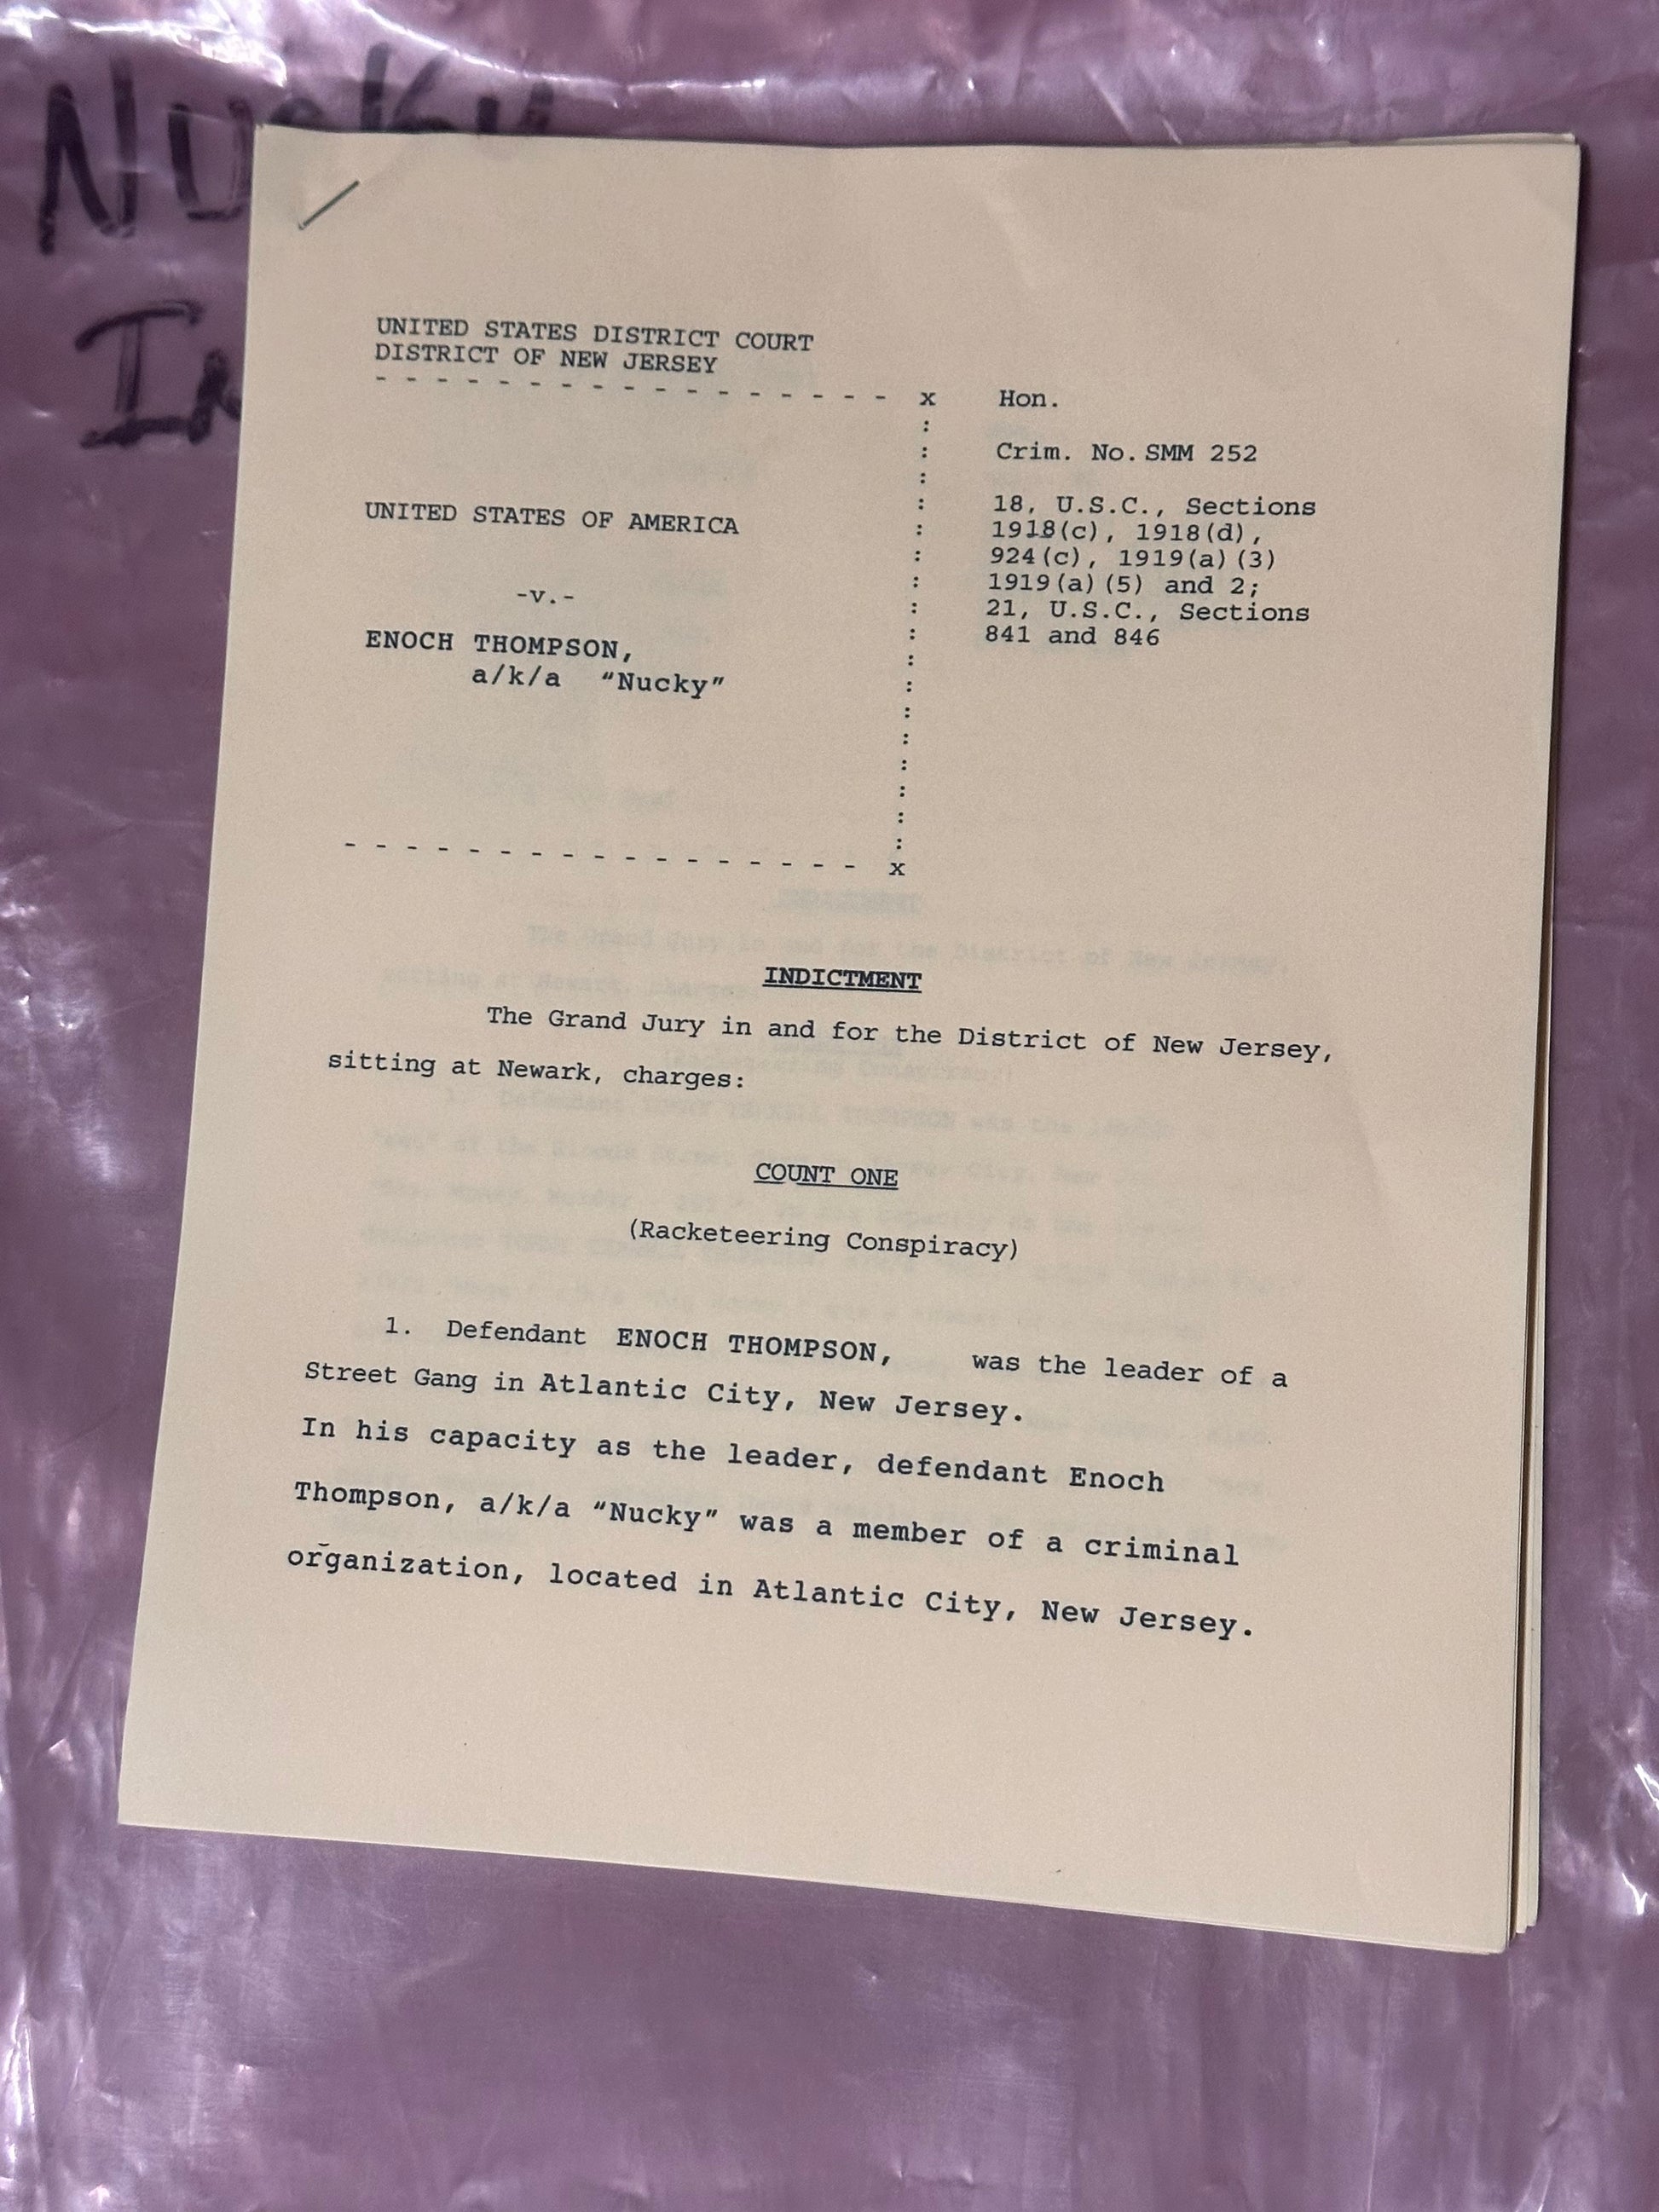 Nucky
UNITED STATES DISTRICT COURT
DISTRICT OF NEW JERSEY
- - - - - - - - - - - - - - - - - x
Hon.
Crim. No. SMM 252
UNITED STATES OF AMERICA
-v.-
ENOCH THOMPSON,
a/k/a "Nucky"
18, U.S.C., Sections
1918(c), 1918(d),
924(c), 1919(a)(3)
1919(a)(5) and 2;
21, U.S.C., Sections
841 and 846
- - - - - - - - - - - - - - - - - x
INDICTMENT
The Grand Jury in and for the District of New Jersey,
sitting at Newark, charges:
COUNT ONE
(Racketeering Conspiracy)
1. Defendant ENOCH THOMPSON, was the leader of a
Street Gang in Atlantic City, New Jersey.
In his capacity as the leader, defendant Enoch
Thompson, a/k/a "Nucky" was a member of a criminal
organization, located in Atlantic City, New Jersey.